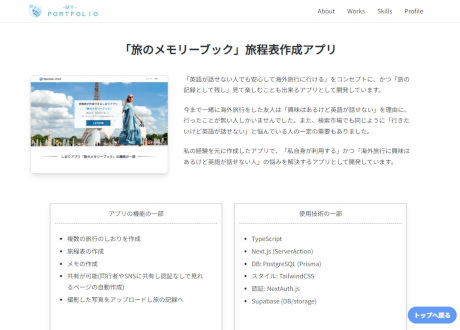 PORTFOLIO
About
Works
Skills
Profile
「旅のメモリーブック」旅程表作成アプリ
「英語が話せない人でも安心して海外旅行に行ける」をコンセプトに、かつ「旅の
記録として残し」見て楽しむことも出来るアプリとして開発しています。
今まで一緒に海外旅行をした友人は「興味はあるけど英語が話せない」を理由に、
行ったことが無い人しかいませんでした。また、検索市場でも同じように「行きた
いけど英語が話せない」と悩んでいる人の一定の需要もありました。
私の経験を元に作成したアプリで、「私自身が利用する」かつ「海外旅行に興味は
あるけど英語が話せない人」の悩みを解決するアプリとして開発しています。
アプリの機能の一部
複数の旅行のしおりを作成
旅程表の作成
メモの作成
共有が可能(同行者やSNSに共有し認証なしで見れ
るページの自動作成)
撮影した写真をアップロードし旅の記録へ
使用技術の一部
TypeScript
Next.js (ServerAction)
DB: PostgreSQL (Prisma)
スタイル: TailwindCSS
認証: NextAuth.js
Supabase (DB/storage)
トップへ戻る